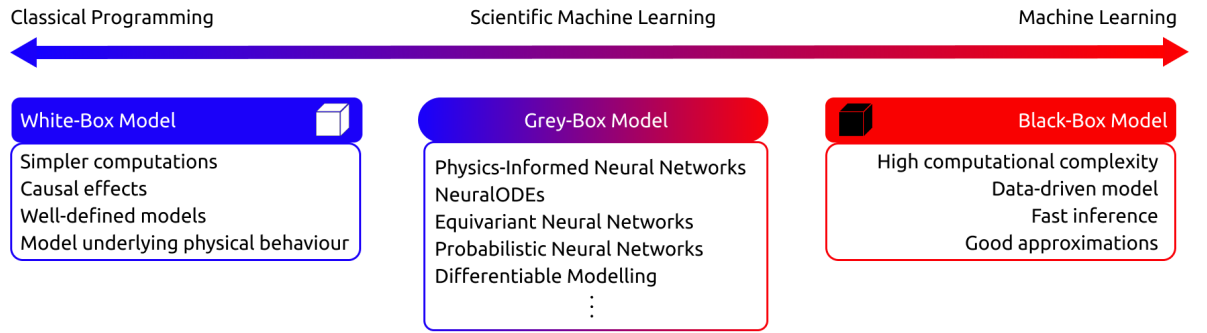 Classical Programming
Scientific Machine Learning
Machine Learning
White-Box Model
Simpler computations
Causal effects
Well-defined models
Model underlying physical behaviour
Grey-Box Model
Physics-Informed Neural Networks
NeuralODEs
Equivariant Neural Networks
Probabilistic Neural Networks
Differentiable Modelling
⋮
Black-Box Model
High computational complexity
Data-driven model
Fast inference
Good approximations